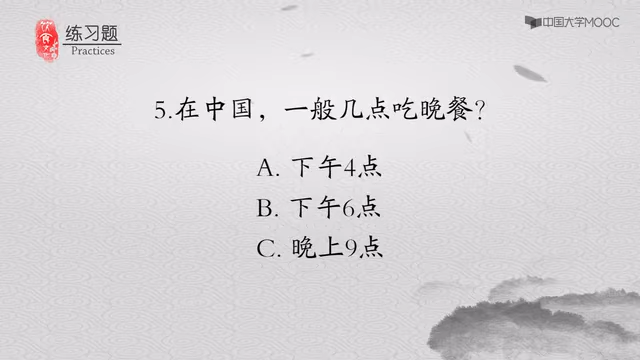 练习题
Practices
中国大学MOOC
5.在中国，一般几点吃晚餐？
A. 下午4点
B. 下午6点
C. 晚上9点